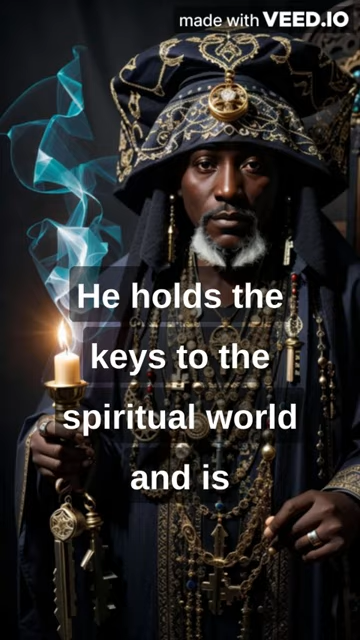 made with VEED.IO
He holds the
keys to the
spiritual world
and is